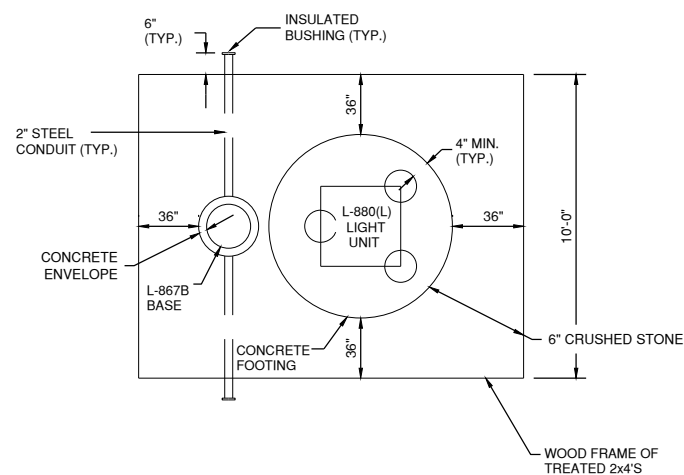 6"
(TYP.)
INSULATED
BUSHING (TYP.)
2" STEEL
CONDUIT (TYP.)
36"
4" MIN.
(TYP.)
L-880(L)
LIGHT
UNIT
36"
36"
10'-0"
CONCRETE
ENVELOPE
L-867B
BASE
CONCRETE
FOOTING
36"
6" CRUSHED STONE
WOOD FRAME OF
TREATED 2x4'S